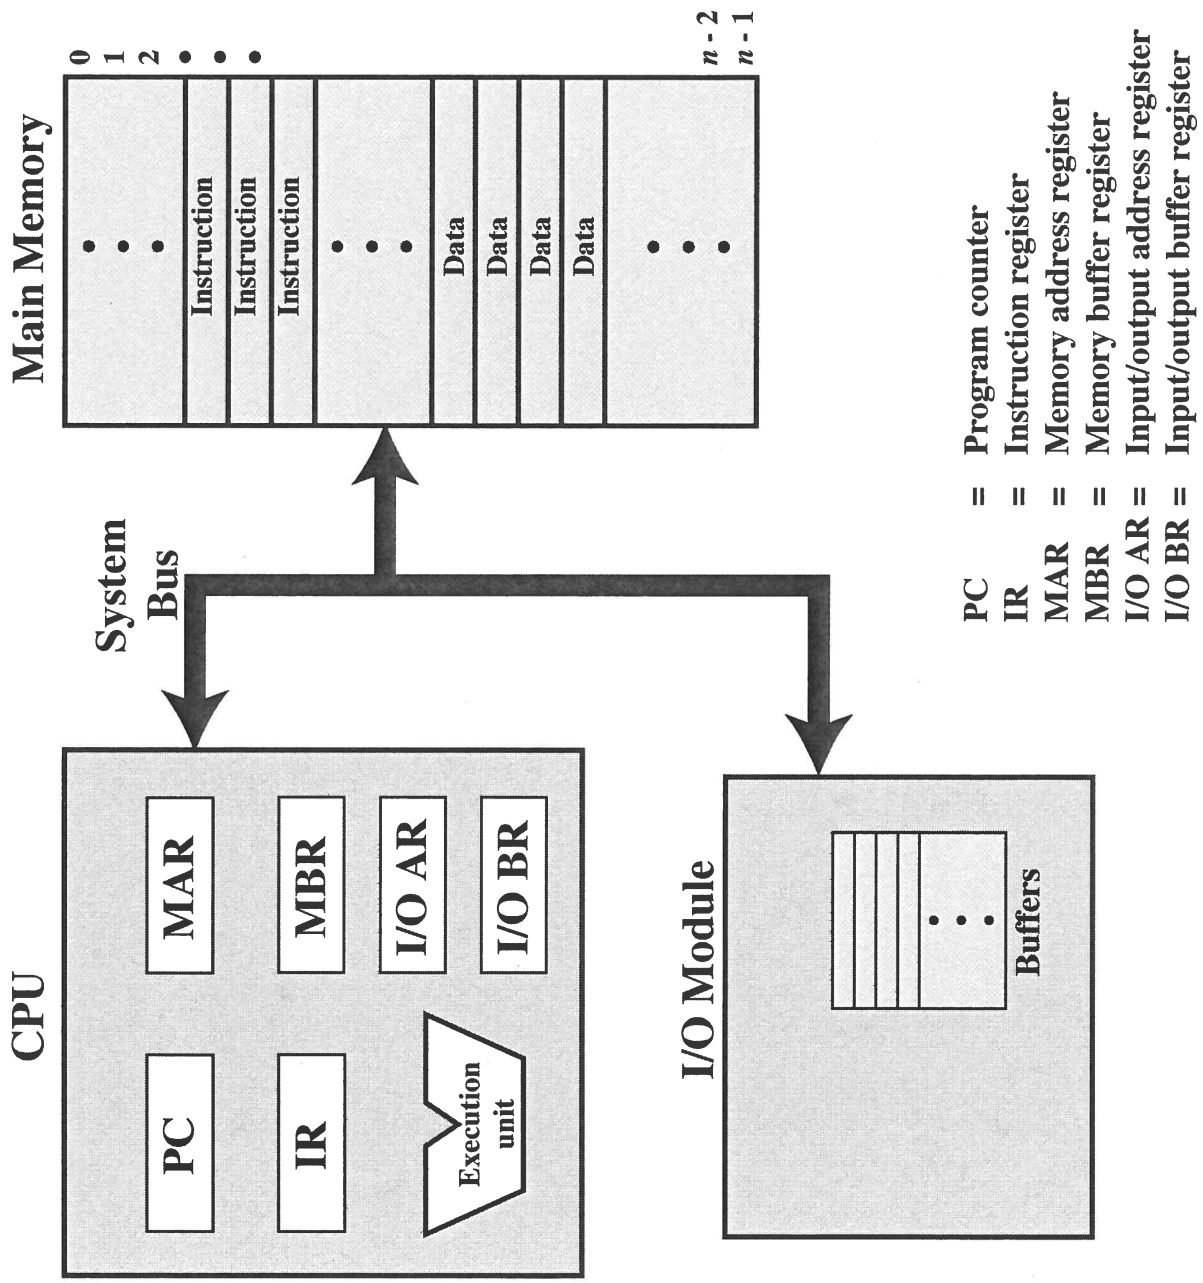 CPU
Main Memory
System
Bus
PC
MAR
IR
MBR
I/O AR
Execution
unit
I/O BR
0
1
2
Instruction
Instruction
Instruction
Data
Data
Data
Data
n - 2
n - 1
I/O Module
Buffers
PC = Program counter
IR = Instruction register
MAR = Memory address register
MBR = Memory buffer register
I/O AR = Input/output address register
I/O BR = Input/output buffer register